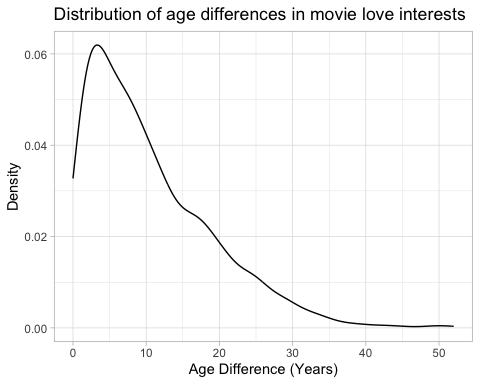 Distribution of age differences in movie love interests
0.06
0.04
0.02
0.00
Density
0 10 20 30 40 50
Age Difference (Years)